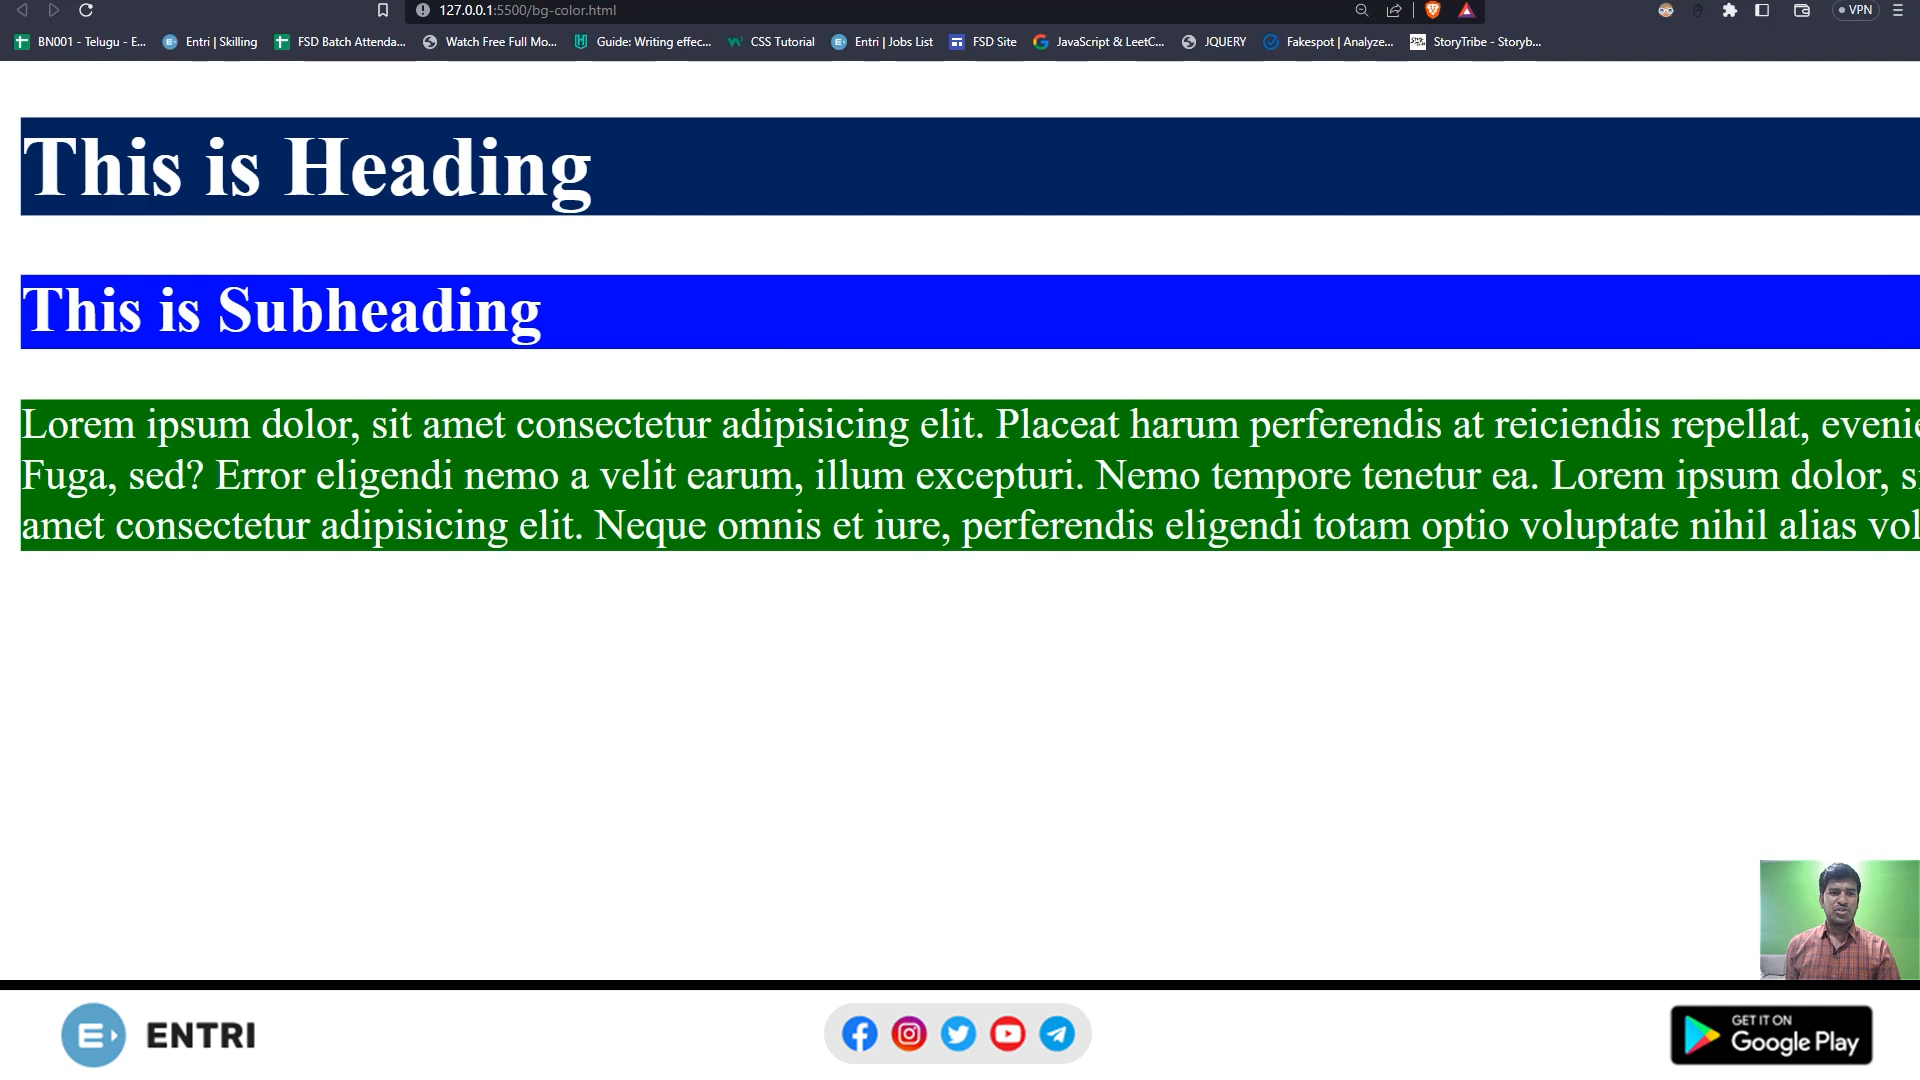 127.0.0.1:5500/bg-color.html
VPN
BN001 - Telugu - E...
Entri | Skilling
FSD Batch Attenda...
Watch Free Full Mo...
Guide: Writing effec...
CSS Tutorial
Entri | Jobs List
FSD Site
JavaScript & LeetC...
JQUERY
Fakespot | Analyze...
StoryTribe - Storyb...
This is Heading
This is Subheading
Lorem ipsum dolor, sit amet consectetur adipisicing elit. Placeat harum perferendis at reiciendis repellat, evenie
Fuga, sed? Error eligendi nemo a velit earum, illum excepturi. Nemo tempore tenetur ea. Lorem ipsum dolor, si
amet consectetur adipisicing elit. Neque omnis et iure, perferendis eligendi totam optio voluptate nihil alias vol
ENTRI
GET IT ON
Google Play